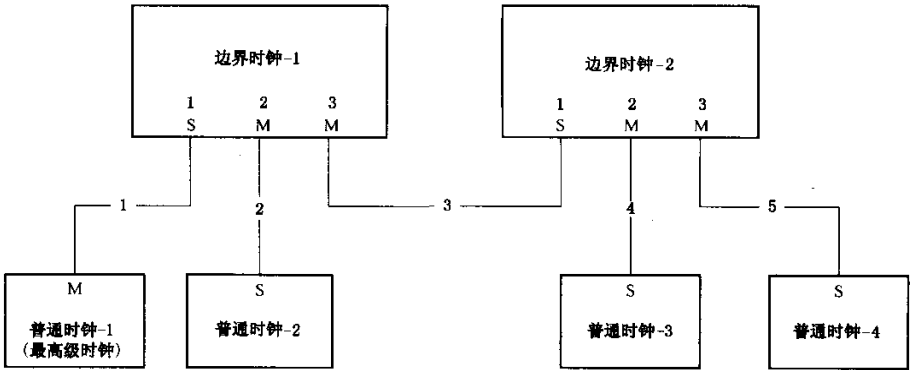 边界时钟-1
边界时钟-2
1 2 3
S M M
1 2 3
S M M
1
2
3
4
5
M
普通时钟-1
(最高级时钟)
S
普通时钟-2
S
普通时钟-3
S
普通时钟-4